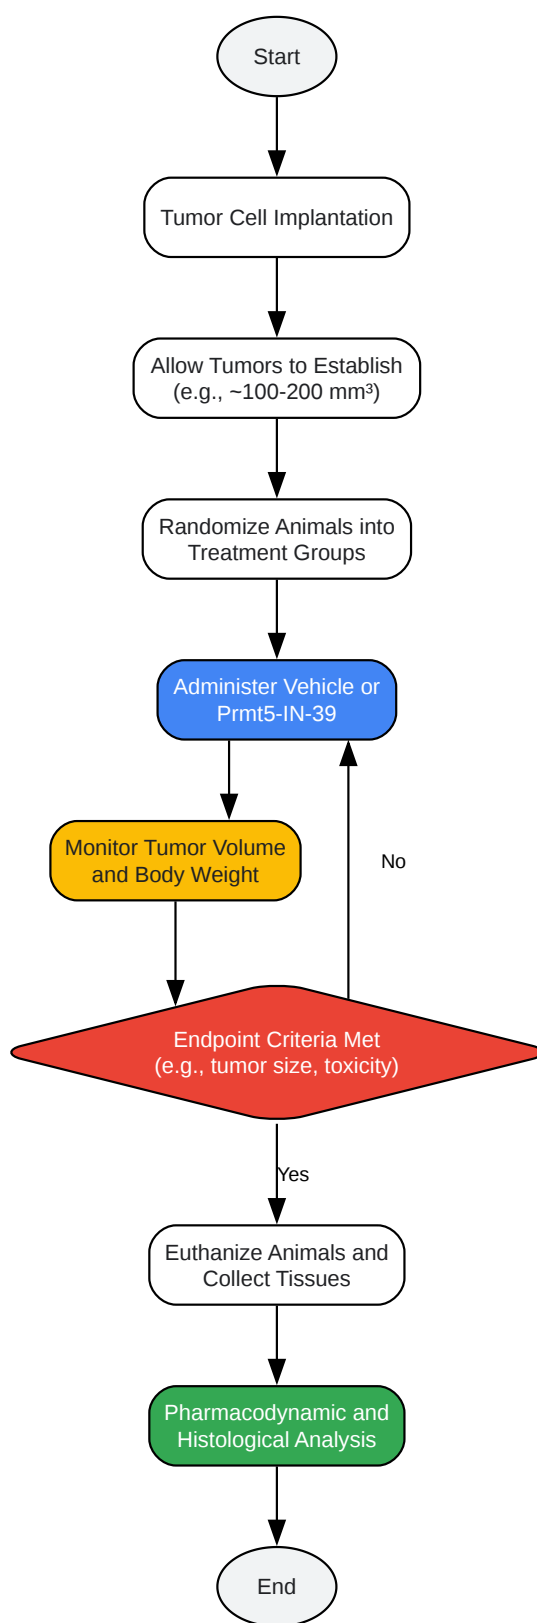 Start
Tumor Cell Implantation
Allow Tumors to Establish
(e.g., ~100-200 mm³)
Randomize Animals into
Treatment Groups
Administer Vehicle or
Prmt5-IN-39
Monitor Tumor Volume
and Body Weight
No
Endpoint Criteria Met
(e.g., tumor size, toxicity)
Yes
Euthanize Animals and
Collect Tissues
Pharmacodynamic and
Histological Analysis
End